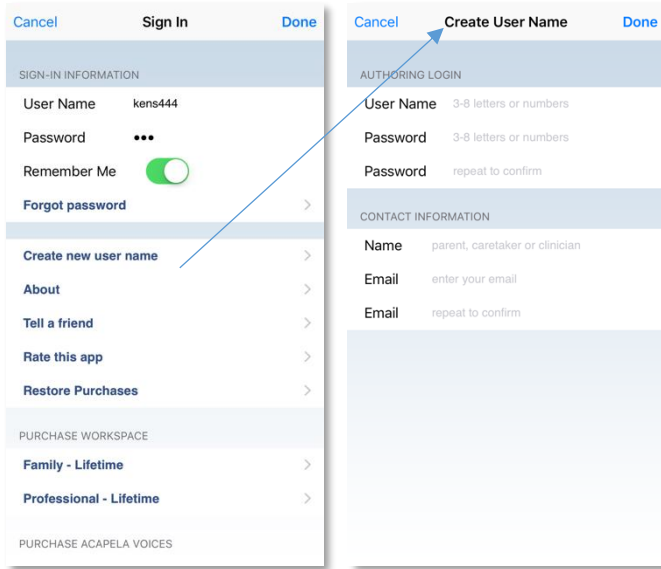 Cancel Sign In Done
SIGN-IN INFORMATION
User Name kens444
Password •••
Remember Me
Forgot password
Create new user name
About
Tell a friend
Rate this app
Restore Purchases
PURCHASE WORKSPACE
Family - Lifetime
Professional - Lifetime
PURCHASE ACAPELA VOICES
Cancel Create User Name Done
AUTHORING LOGIN
User Name 3-8 letters or numbers
Password 3-8 letters or numbers
Password repeat to confirm
CONTACT INFORMATION
Name parent, caretaker or clinician
Email enter your email
Email repeat to confirm